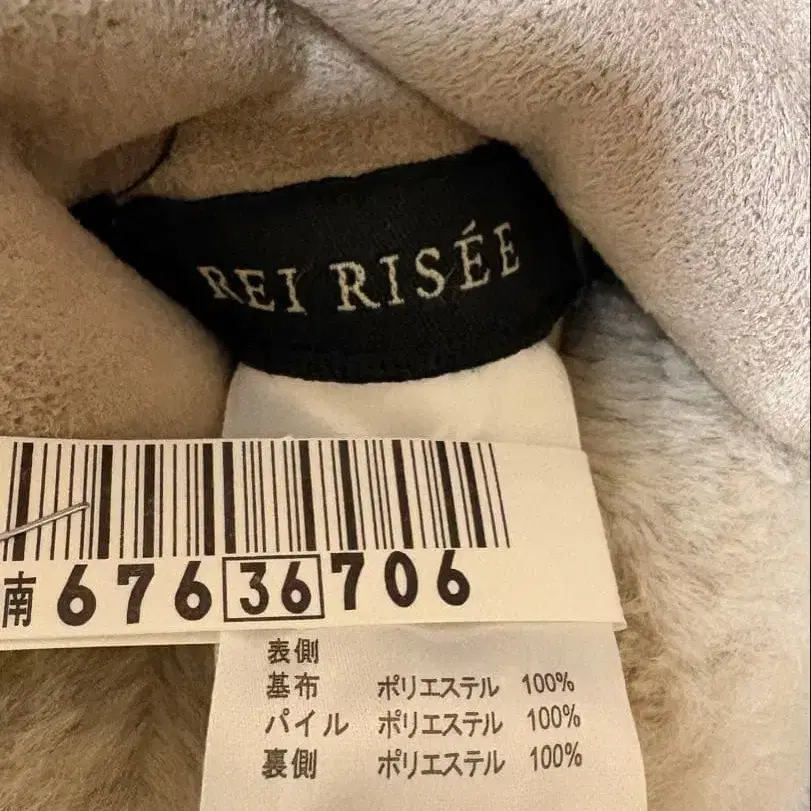 REI RISÉE
南 676 36 706
表側
基布 ポリエステル 100%
パイル ポリエステル 100%
裏側 ポリエステル 100%